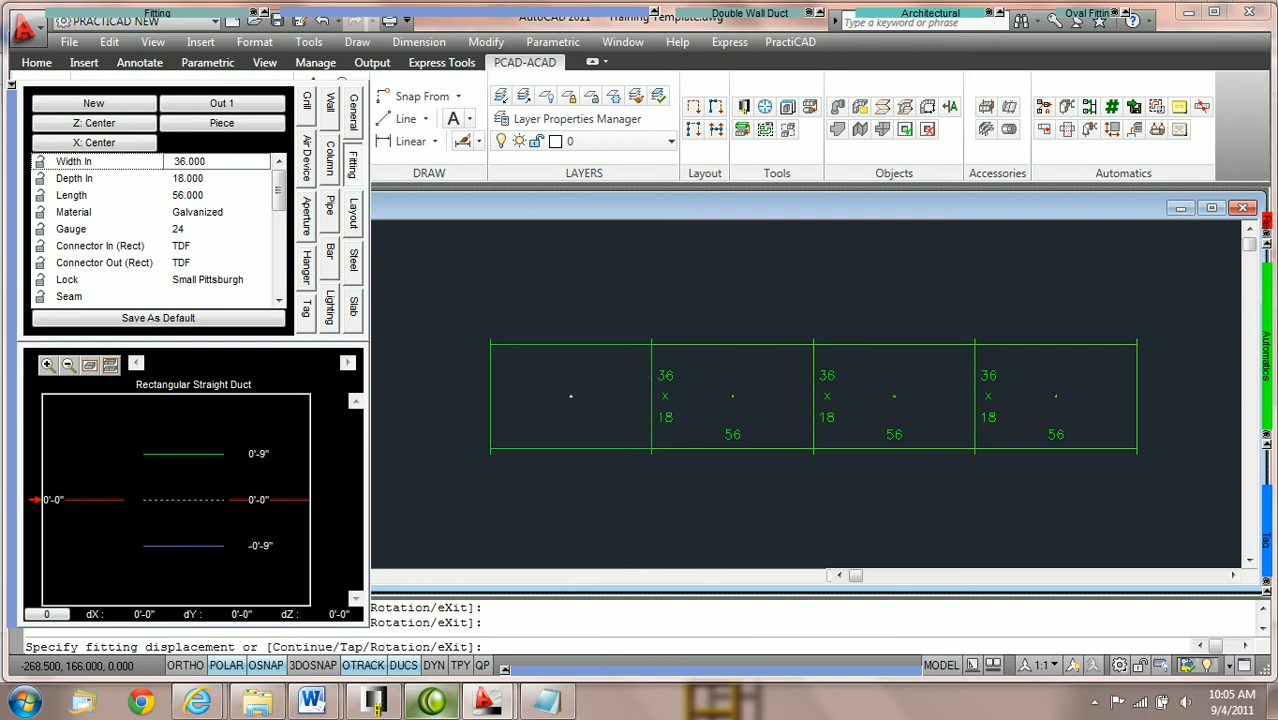 Fitting
Double Wall Duct
Architectural
Oval Fittin
PRACTICAD NEW
AutoCAD 2011
Training Template.dwg
Type a keyword or phrase
File Edit View Insert Format Tools Draw Dimension Modify Parametric Window Help Express PractiCAD
Home Insert Annotate Parametric View Manage Output Express Tools PCAD-ACAD
New Out 1
Z: Center Piece
X: Center
Width In 36.000
Depth In 18.000
Length 56.000
Material Galvanized
Gauge 24
Connector In (Rect) TDF
Connector Out (Rect) TDF
Lock Small Pittsburgh
Seam
Save As Default
Grill
Air Device
Aperture
Hanger
Tag
Wall
Column
Pipe
Bar
Lighting
General
Fitting
Layout
Steel
Slab
Snap From
Line
Linear
A
Layer Properties Manager
0
DRAW LAYERS Layout Tools Objects Accessories Automatics
Rectangular Straight Duct
0'-9"
0'-0" 0'-0"
-0'-9"
0 dX : 0'-0" dY : 0'-0" dZ : 0'-0"
36 36 36
x x x
18 18 18
56 56 56
Automatics
Tag
Rotation/eXit]:
Rotation/eXit]:
Specify fitting displacement or [Continue/Tap/Rotation/eXit]:
-268.500, 166.000, 0.000 ORTHO POLAR OSNAP 3DOSNAP OTRACK DUCS DYN TPY QP MODEL 1:1
10:05 AM
9/4/2011